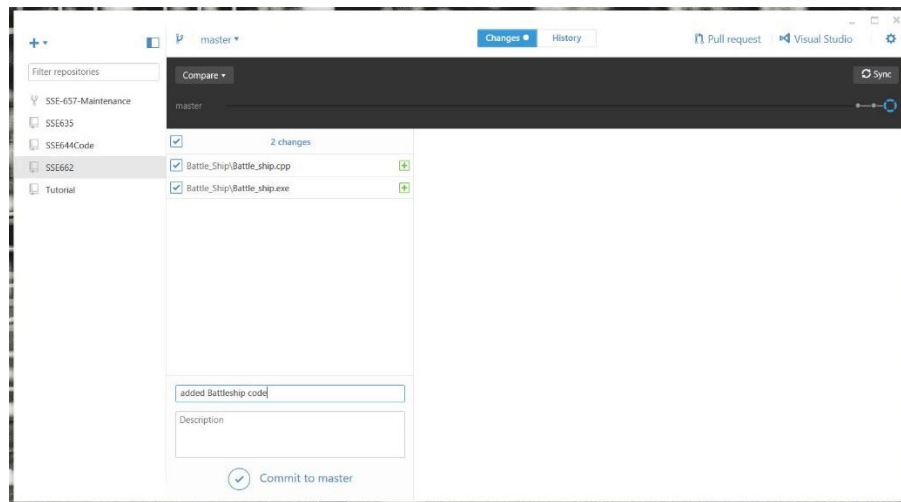 master
Changes
History
Pull request
Visual Studio
Filter repositories
SSE-657-Maintenance
SSE635
SSE644Code
SSE662
Tutorial
Compare
Sync
master
2 changes
Battle_Ship\Battle_ship.cpp
Battle_Ship\Battle_ship.exe
added Battleship code
Description
Commit to master